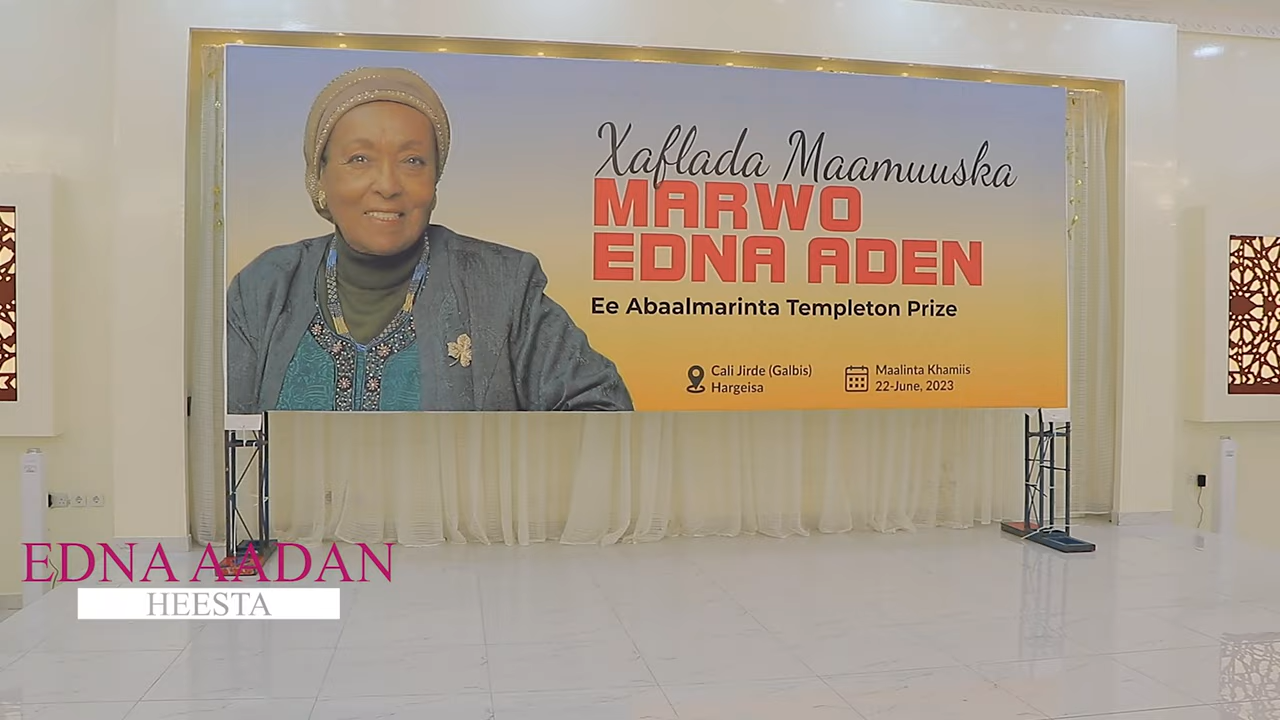 Xaflada Maamuuska
MARWO
EDNA ADEN
Ee Abaalmarinta Templeton Prize
Cali Jirde (Galbis)
Hargeisa
Maalinta Khamiis
22-June, 2023
EDNA AADAN
HEESTA